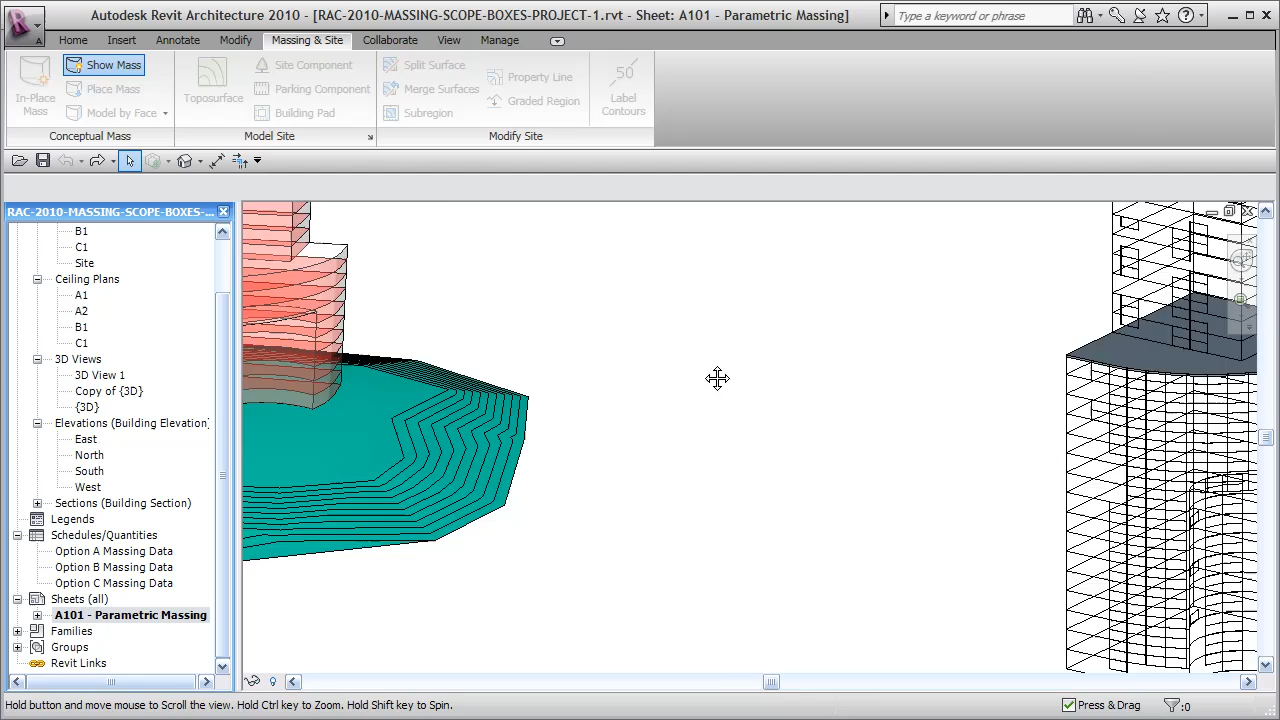 Autodesk Revit Architecture 2010 - [RAC-2010-MASSING-SCOPE-BOXES-PROJECT-1.rvt - Sheet: A101 - Parametric Massing]
Type a keyword or phrase
Home Insert Annotate Modify Massing & Site Collaborate View Manage
Show Mass
Place Mass
Model by Face
In-Place Mass
Conceptual Mass
Toposurface
Site Component
Parking Component
Building Pad
Model Site
Split Surface
Merge Surfaces
Subregion
Property Line
Graded Region
50
Label Contours
Modify Site
RAC-2010-MASSING-SCOPE-BOXES-...
B1
C1
Site
Ceiling Plans
A1
A2
B1
C1
3D Views
3D View 1
Copy of {3D}
{3D}
Elevations (Building Elevation)
East
North
South
West
Sections (Building Section)
Legends
Schedules/Quantities
Option A Massing Data
Option B Massing Data
Option C Massing Data
Sheets (all)
A101 - Parametric Massing
Families
Groups
Revit Links
Hold button and move mouse to Scroll the view. Hold Ctrl key to Zoom. Hold Shift key to Spin.
Press & Drag
:0